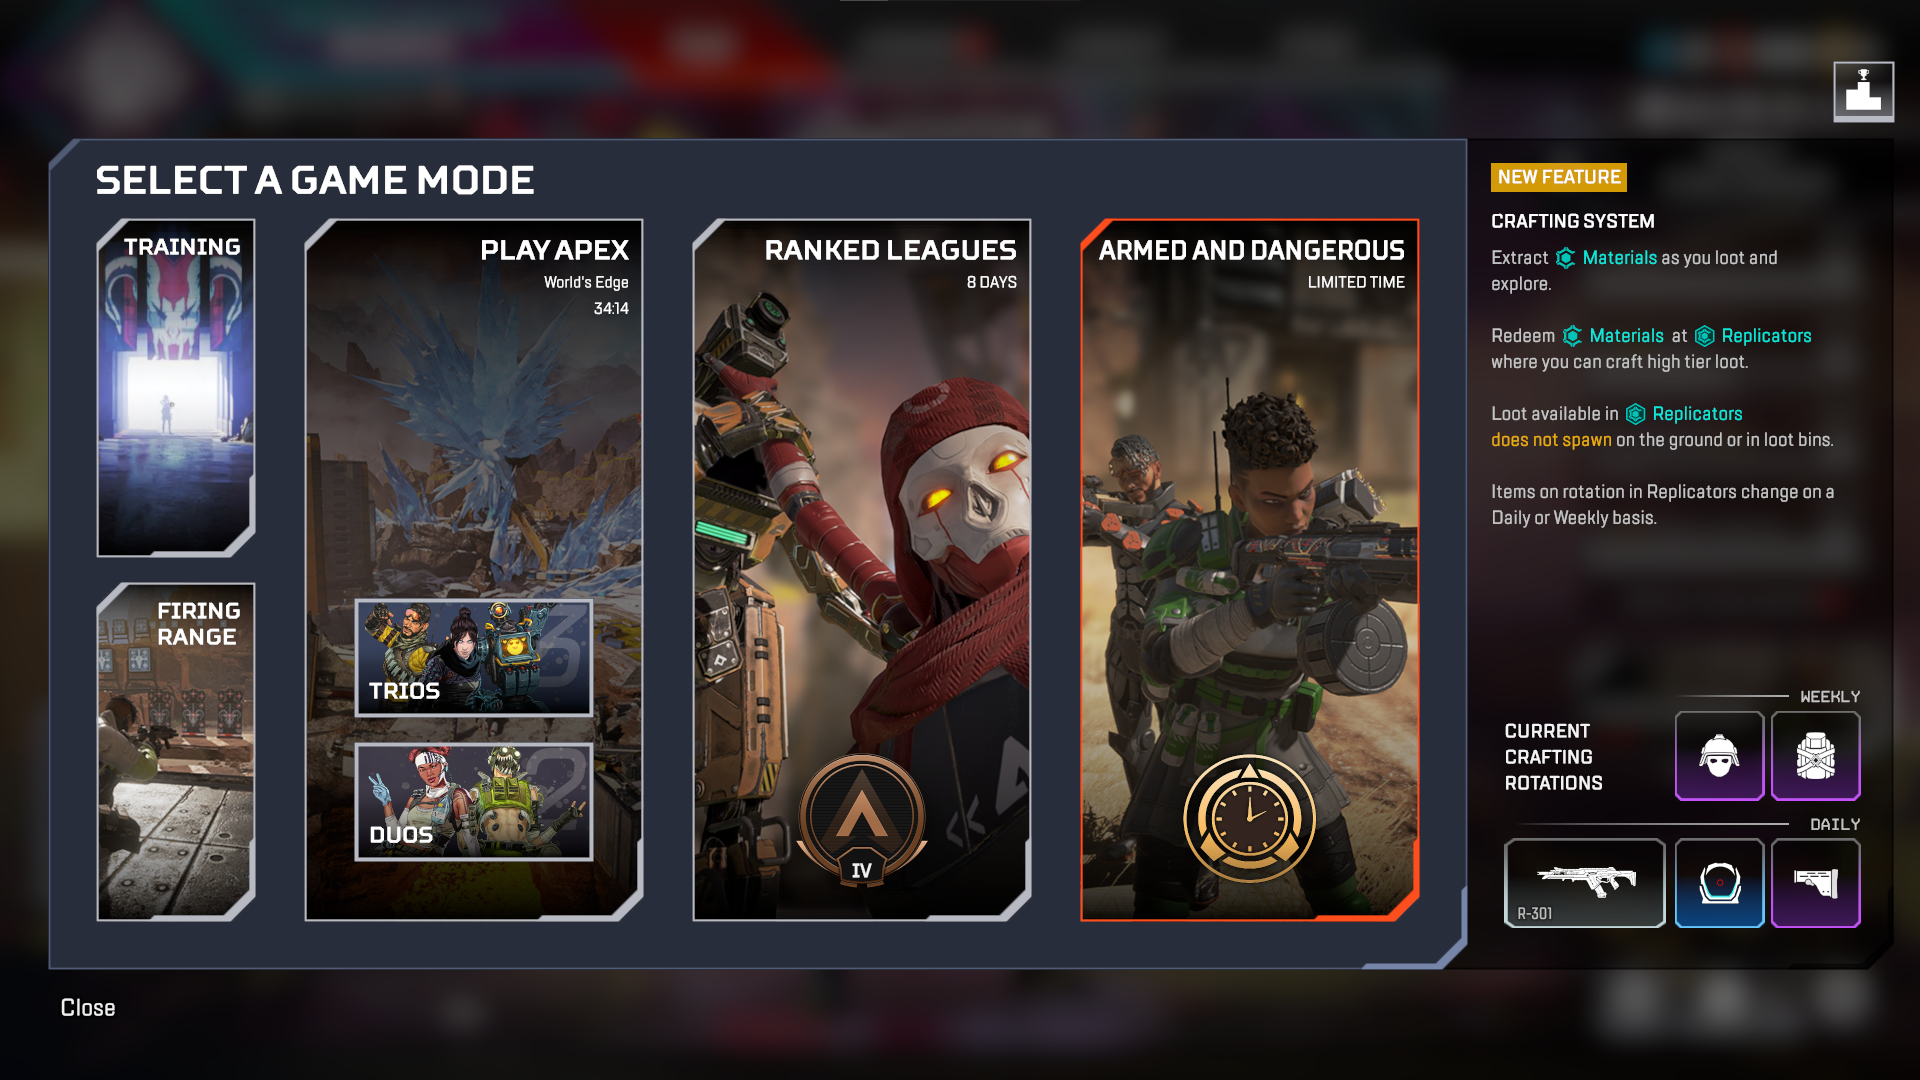 SELECT A GAME MODE
TRAINING
FIRING
RANGE
PLAY APEX
World's Edge
34:14
TRIOS
DUOS
RANKED LEAGUES
8 DAYS
IV
ARMED AND DANGEROUS
LIMITED TIME
NEW FEATURE
CRAFTING SYSTEM
Extract Materials as you loot and
explore.
Redeem Materials at Replicators
where you can craft high tier loot.
Loot available in Replicators
does not spawn on the ground or in loot bins.
Items on rotation in Replicators change on a
Daily or Weekly basis.
WEEKLY
CURRENT
CRAFTING
ROTATIONS
DAILY
R-301
Close